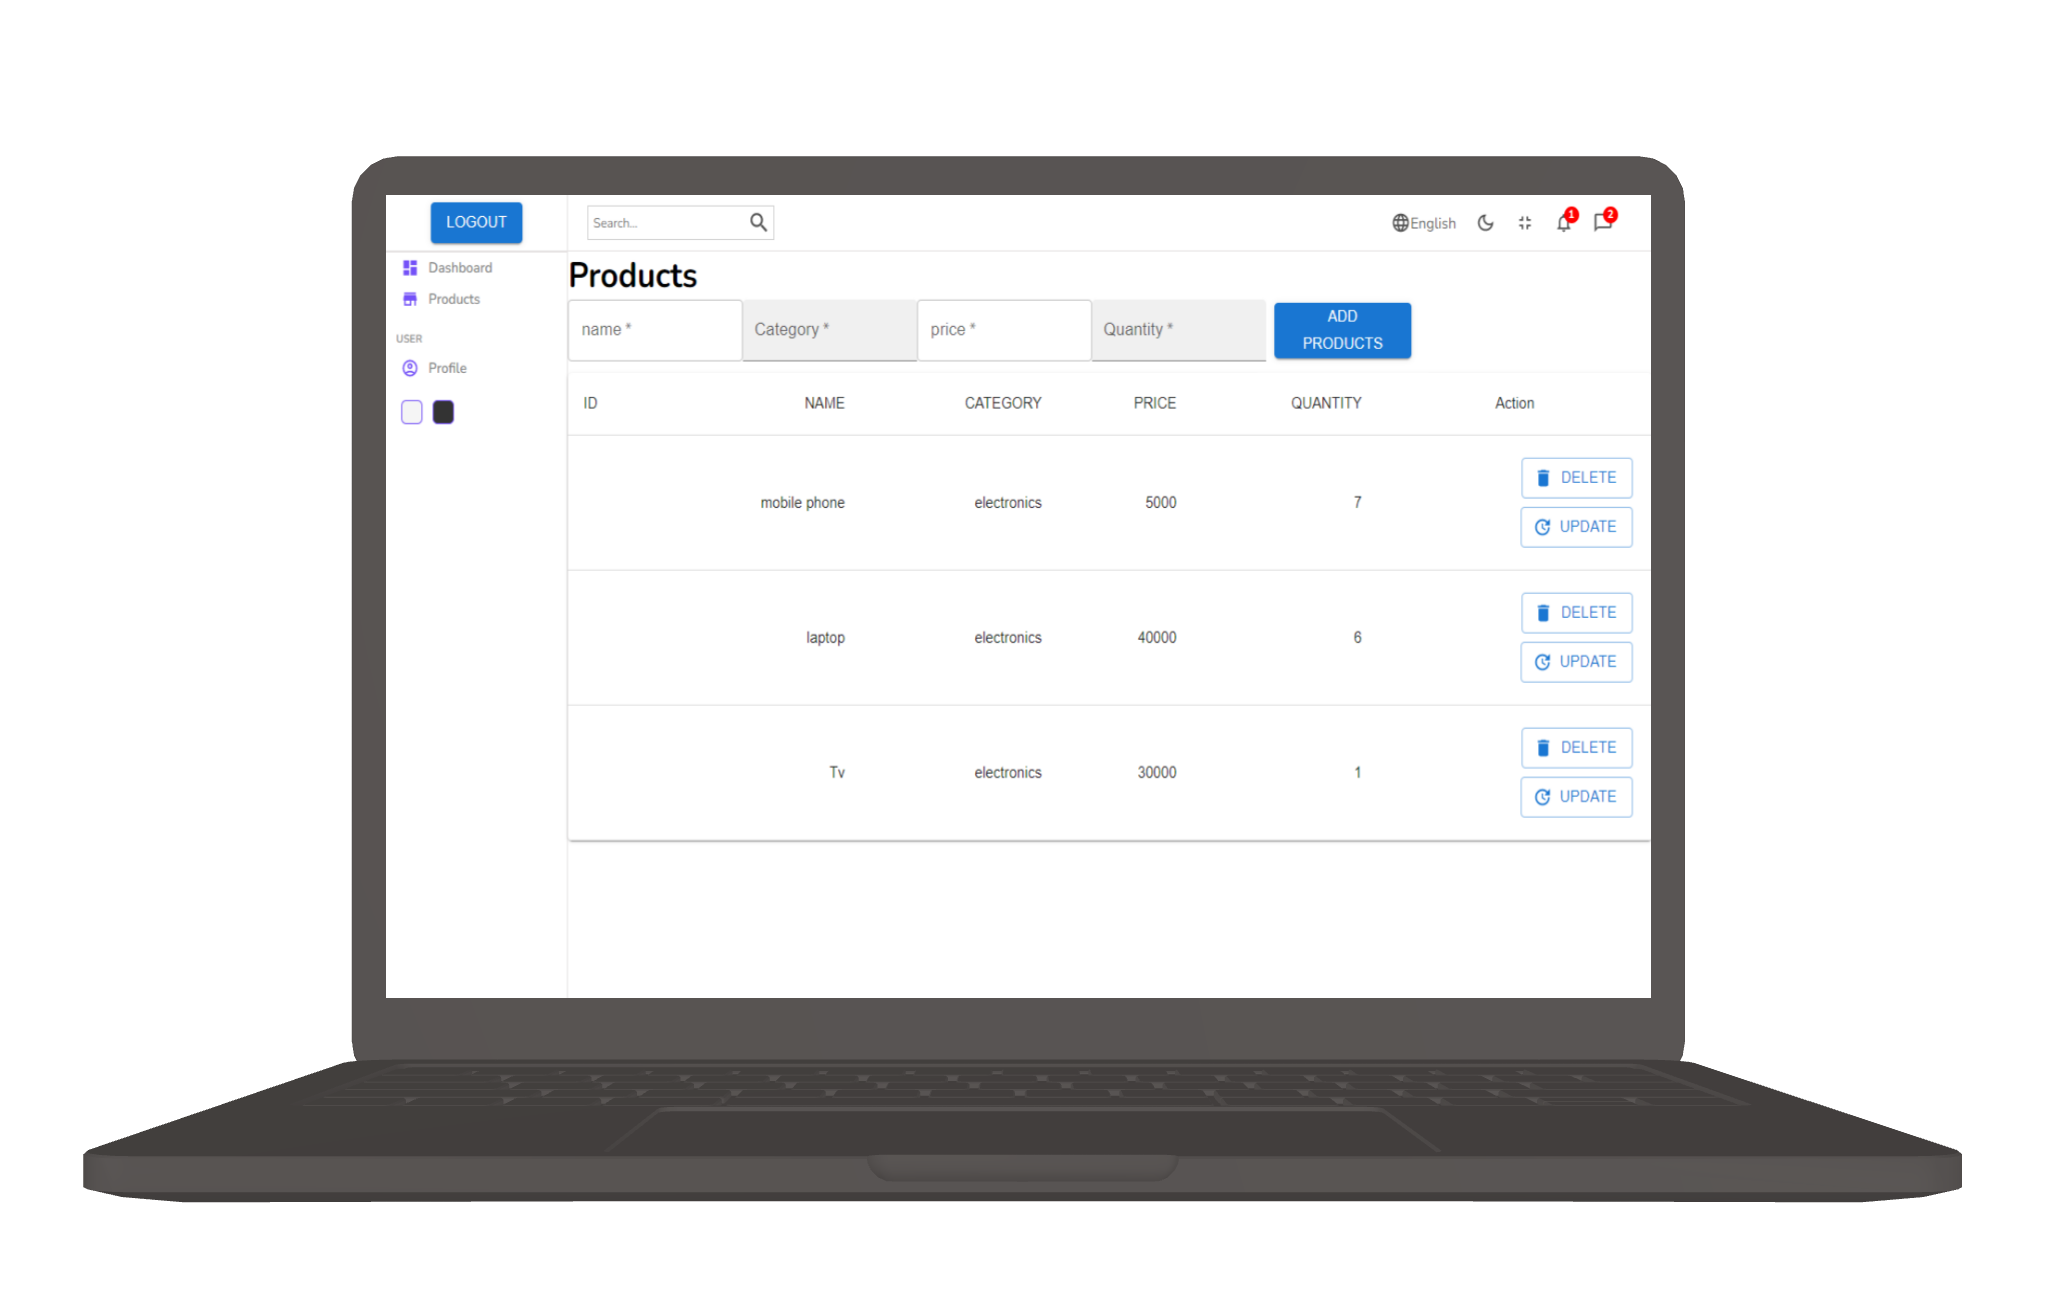 LOGOUT
Search...
English
1
2
Dashboard
Products
USER
Profile
Products
name *
Category *
price *
Quantity *
ADD
PRODUCTS
ID NAME CATEGORY PRICE QUANTITY Action
mobile phone electronics 5000 7
DELETE
UPDATE
laptop electronics 40000 6
DELETE
UPDATE
Tv electronics 30000 1
DELETE
UPDATE